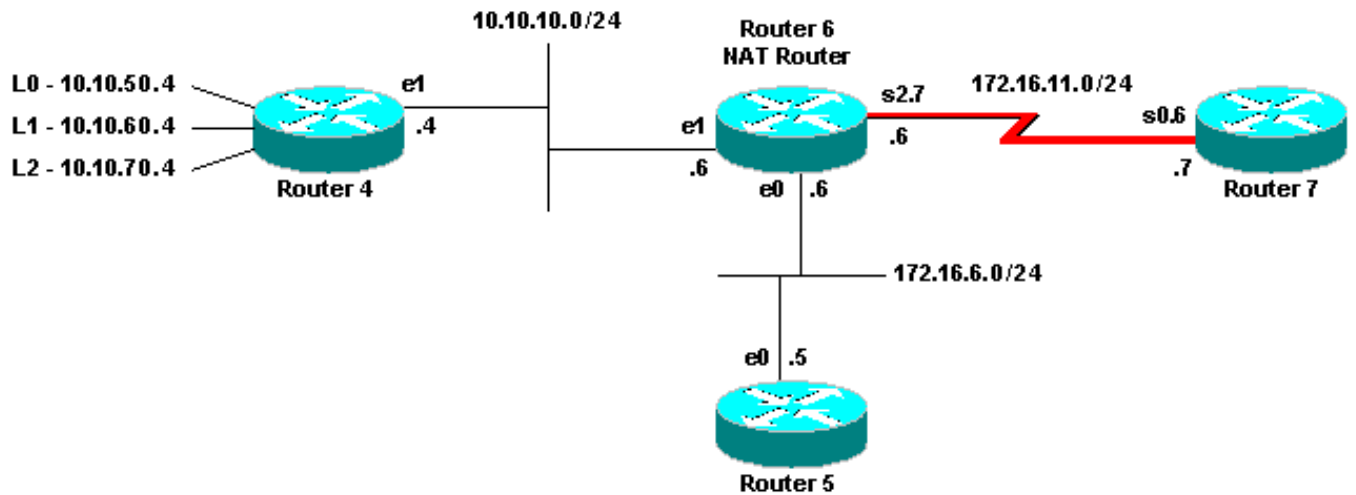 10.10.10.0/24
Router 6
NAT Router
L0 - 10.10.50.4
L1 - 10.10.60.4
L2 - 10.10.70.4
e1
.4
Router 4
e1
.6
s2.7
.6
172.16.11.0/24
s0.6
.7
Router 7
e0
.6
172.16.6.0/24
e0
.5
Router 5